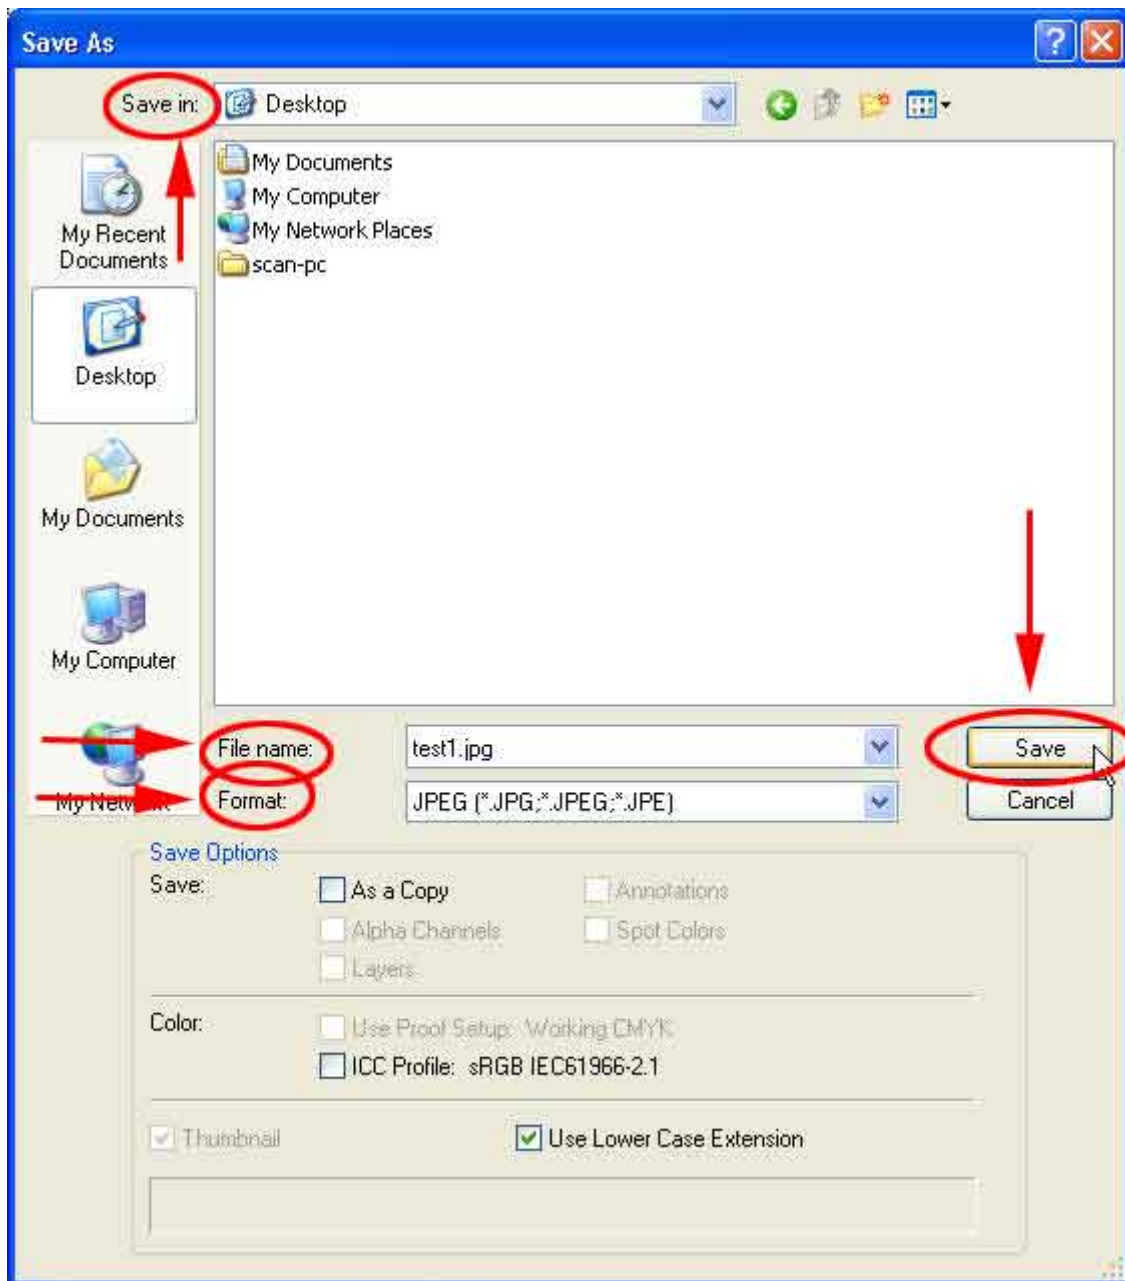 Save As
Save in: Desktop
My Documents
My Computer
My Network Places
scan-pc
My Recent
Documents
Desktop
My Documents
My Computer
My Network
File name: test1.jpg Save
Format: JPEG (*.JPG;*.JPEG;*.JPE) Cancel
Save Options
Save: As a Copy Annotations
Alpha Channels Spot Colors
Layers
Color: Use Proof Setup: Working CMYK
ICC Profile: sRGB IEC61966-2.1
Thumbnail Use Lower Case Extension